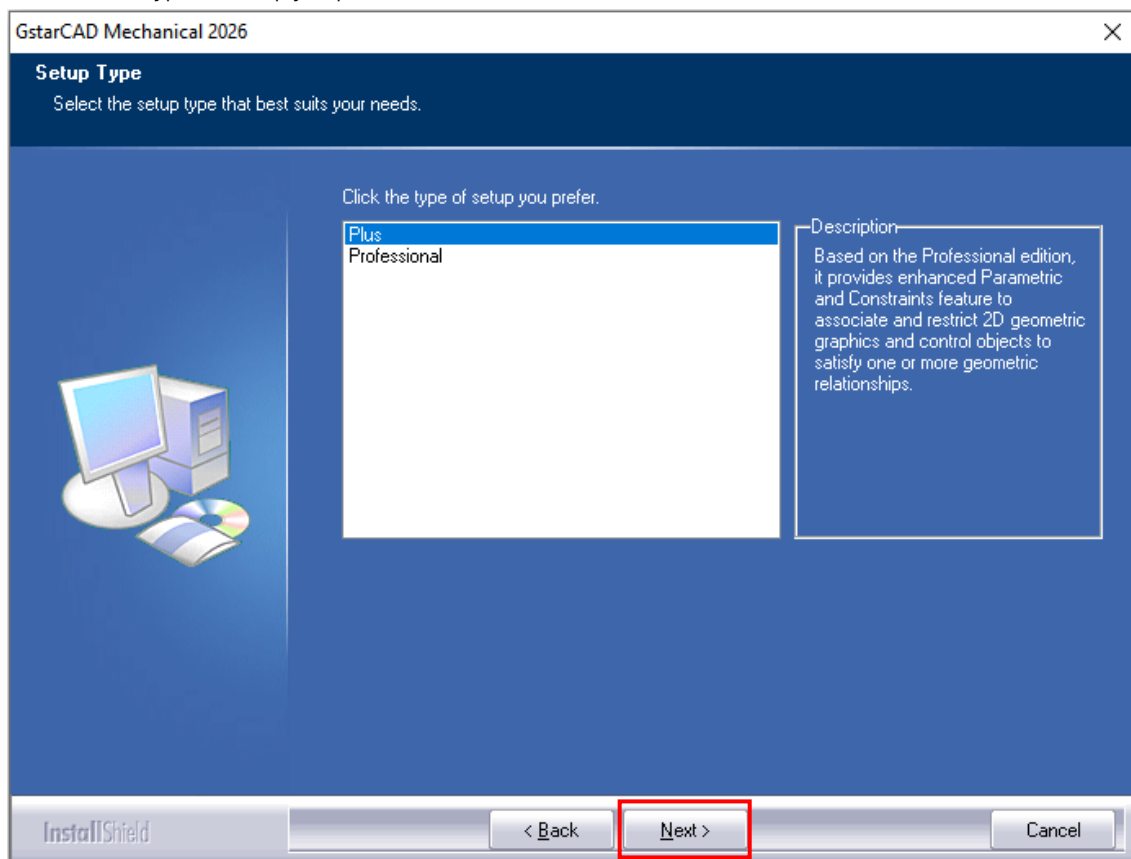 GstarCAD Mechanical 2026
Setup Type
Select the setup type that best suits your needs.
Click the type of setup you prefer.
Plus
Professional
Description
Based on the Professional edition,
it provides enhanced Parametric
and Constraints feature to
associate and restrict 2D geometric
graphics and control objects to
satisfy one or more geometric
relationships.
InstallShield
< Back
Next >
Cancel